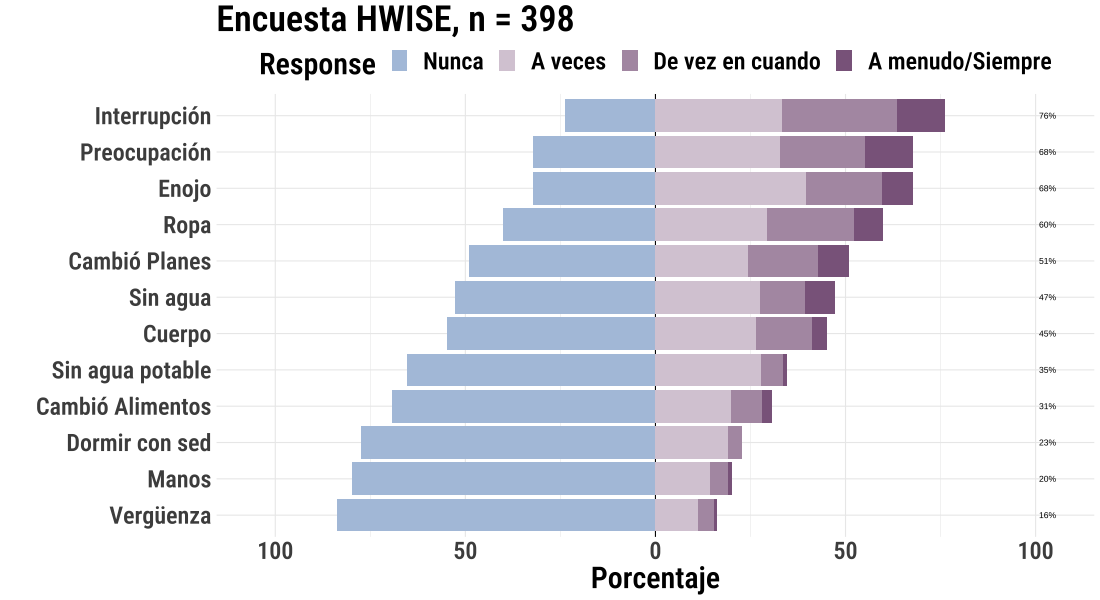 Encuesta HWISE, n = 398
Response Nunca A veces De vez en cuando A menudo/Siempre
Interrupción 76%
Preocupación 68%
Enojo 68%
Ropa 60%
Cambió Planes 51%
Sin agua 47%
Cuerpo 45%
Sin agua potable 35%
Cambió Alimentos 31%
Dormir con sed 23%
Manos 20%
Vergüenza 16%
100 50 0 50 100
Porcentaje